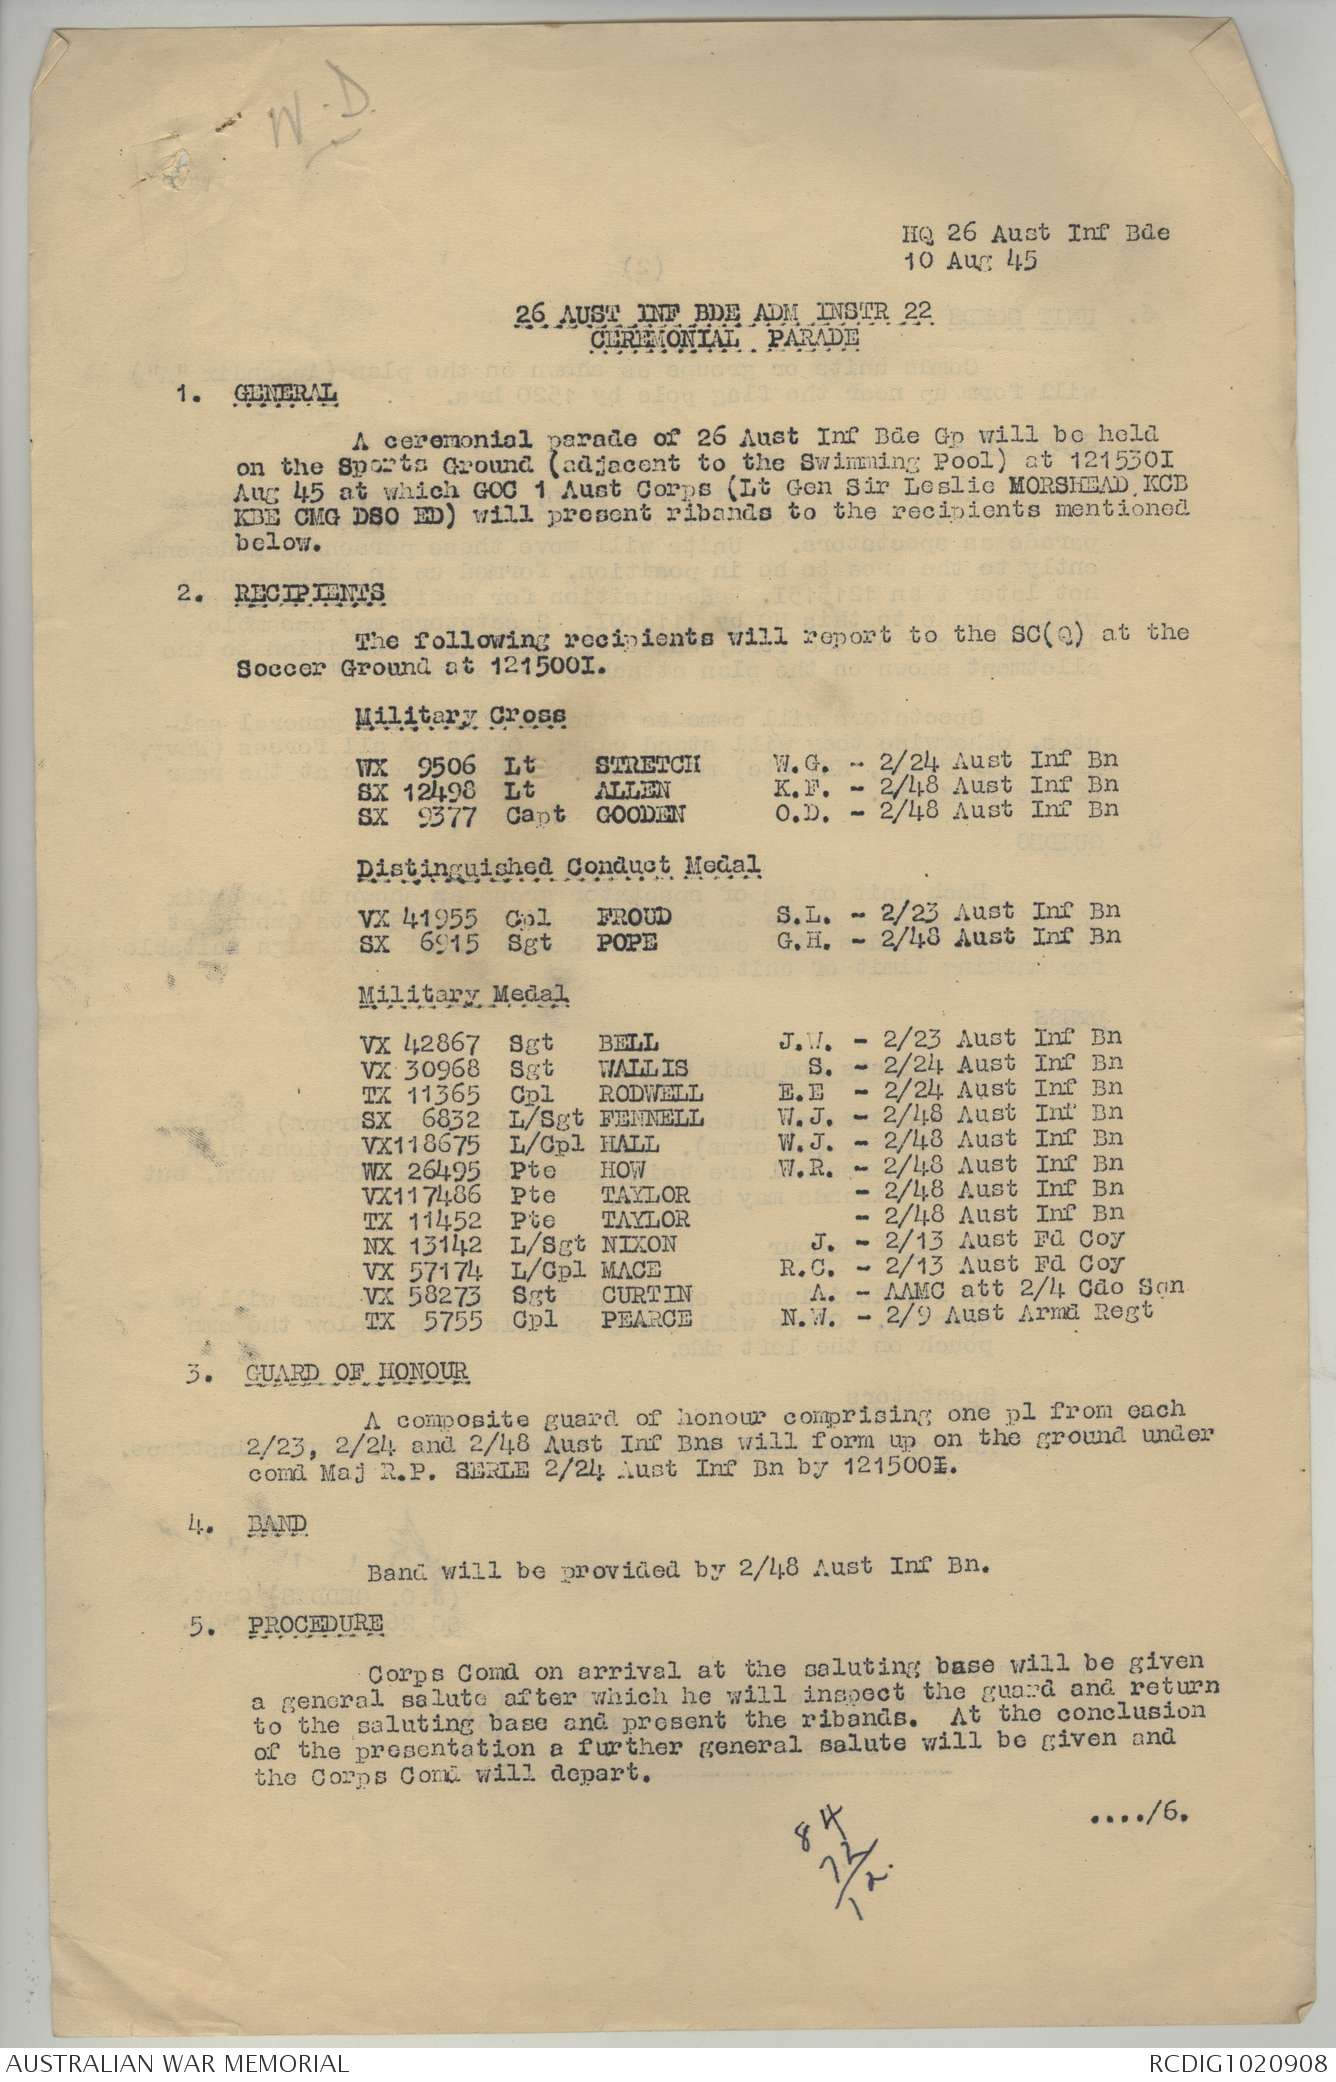 W.D.
HQ 26 Aust Inf Bde
10 Aug 45
26 AUST INF BDE ADM INSTR 22
CEREMONIAL PARADE
1. GENERAL
A ceremonial parade of 26 Aust Inf Bde Gp will be held
on the Sports Ground (adjacent to the Swimming Pool) at 121530I
Aug 45 at which GOC 1 Aust Corps (Lt Gen Sir Leslie MORSHEAD KCB
KBE CMG DSO ED) will present ribands to the recipients mentioned
below.
2. RECIPIENTS
The following recipients will report to the SC(Q) at the
Soccer Ground at 121500I.
Military Cross
WX 9506 Lt STRETCH W.G. - 2/24 Aust Inf Bn
SX 12498 Lt ALLEN K.F. - 2/48 Aust Inf Bn
SX 9377 Capt GOODEN O.D. - 2/48 Aust Inf Bn
Distinguished Conduct Medal
VX 41955 Cpl FROUD S.L. - 2/23 Aust Inf Bn
SX 6915 Sgt POPE G.H. - 2/48 Aust Inf Bn
Military Medal
VX 42867 Sgt BELL J.W. - 2/23 Aust Inf Bn
VX 30968 Sgt WALLIS S. - 2/24 Aust Inf Bn
TX 11365 Cpl RODWELL E.E - 2/24 Aust Inf Bn
SX 6832 L/Sgt FENNELL W.J. - 2/48 Aust Inf Bn
VX118675 L/Cpl HALL W.J. - 2/48 Aust Inf Bn
WX 26495 Pte HOW W.R. - 2/48 Aust Inf Bn
VX117486 Pte TAYLOR - 2/48 Aust Inf Bn
TX 11452 Pte TAYLOR - 2/48 Aust Inf Bn
NX 13142 L/Sgt NIXON J. - 2/13 Aust Fd Coy
VX 57174 L/Cpl MACE R.C. - 2/13 Aust Fd Coy
VX 58273 Sgt CURTIN A. - AAMC att 2/4 Cdo Sqn
TX 5755 Cpl PEARCE N.W. - 2/9 Aust Armd Regt
3. GUARD OF HONOUR
A composite guard of honour comprising one pl from each
2/23, 2/24 and 2/48 Aust Inf Bns will form up on the ground under
comd Maj R.P. SERLE 2/24 Aust Inf Bn by 121500I.
4. BAND
Band will be provided by 2/48 Aust Inf Bn.
5. PROCEDURE
Corps Comd on arrival at the saluting base will be given
a general salute after which he will inspect the guard and return
to the saluting base and present the ribands. At the conclusion
of the presentation a further general salute will be given and
the Corps Comd will depart.
..../6.
84
72
12.
AUSTRALIAN WAR MEMORIAL
RCDIG1020908